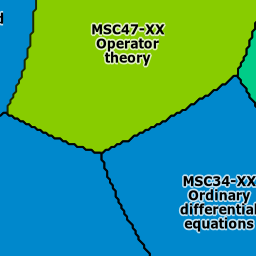 d
MSC47-XX
Operator
theory
MSC34-XX
Ordinary
differential
equations